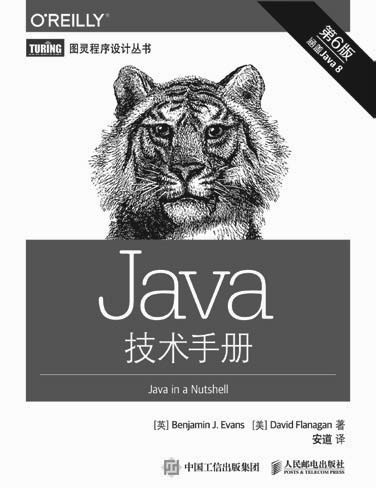 O'REILLY®
TURING 图灵程序设计丛书
第6版
涵盖Java 8
Java
技术手册
Java in a Nutshell
[英] Benjamin J. Evans [美] David Flanagan 著
安道 译
中国工信出版集团 人民邮电出版社
POSTS & TELECOM PRESS